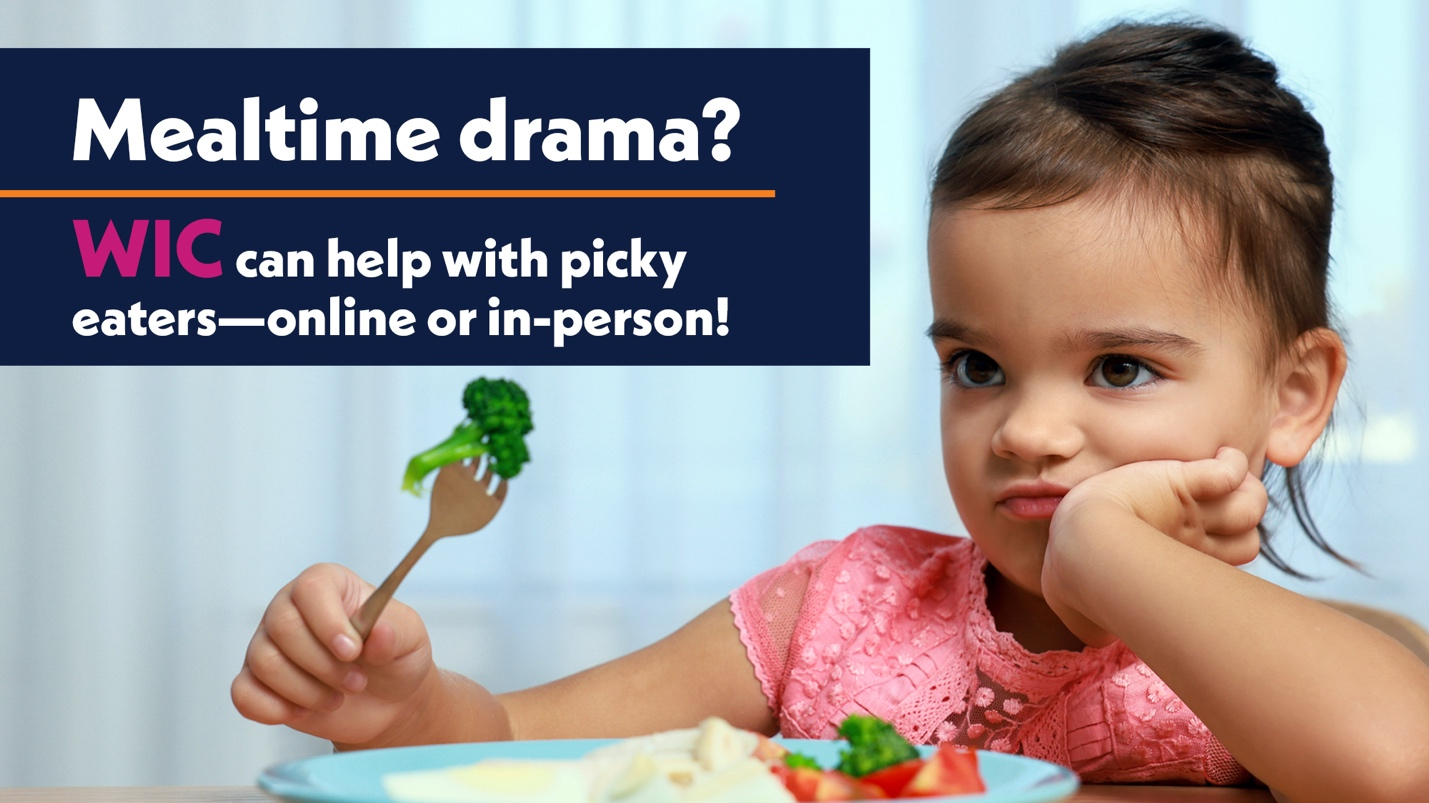 Mealtime drama?
WIC can help with picky
eaters—online or in-person!